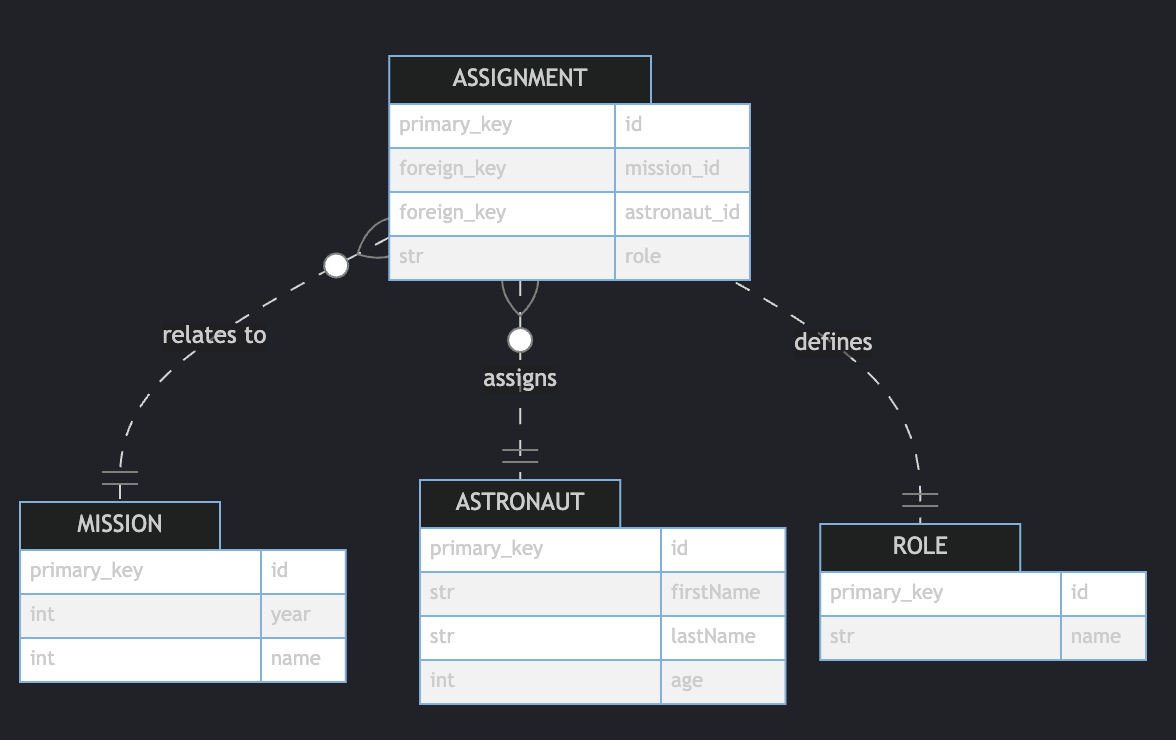 ASSIGNMENT
primary_key id
foreign_key mission_id
foreign_key astronaut_id
str role
relates to
assigns
defines
MISSION
primary_key id
int year
int name
ASTRONAUT
primary_key id
str firstName
str lastName
int age
ROLE
primary_key id
str name